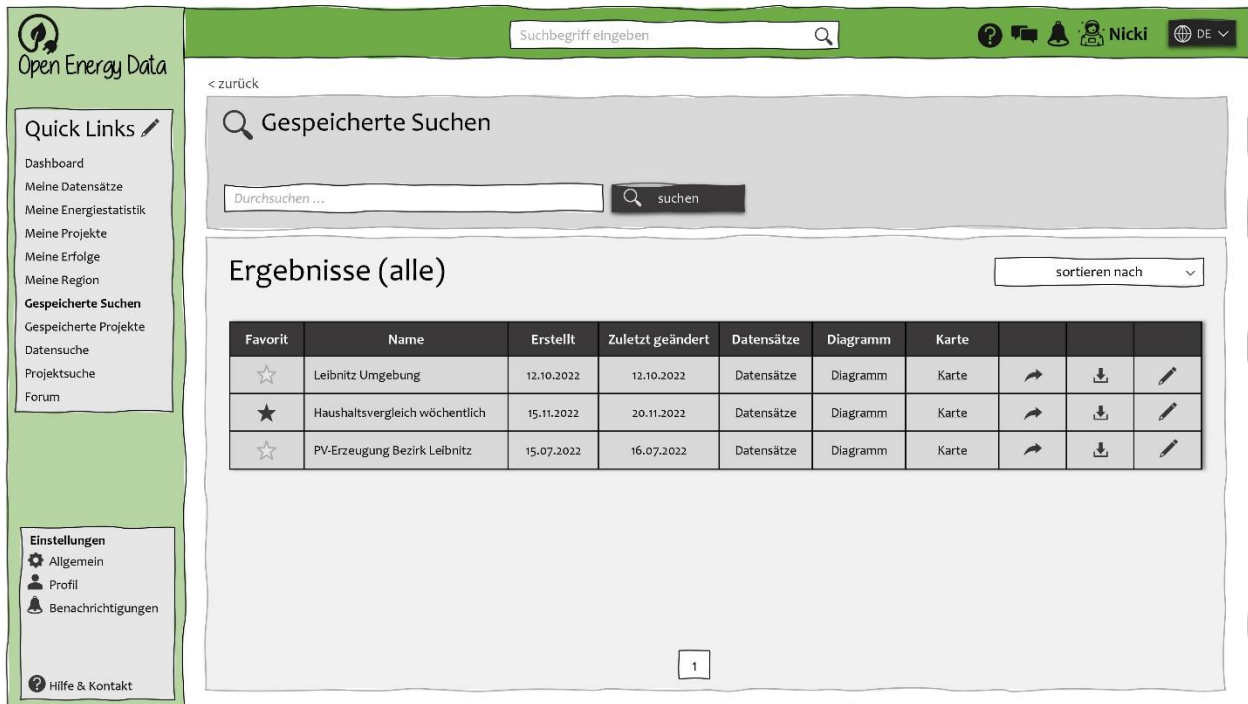 Open Energy Data
Suchbegriff eingeben
Nicki
DE
Quick Links
Dashboard
Meine Datensätze
Meine Energiestatistik
Meine Projekte
Meine Erfolge
Meine Region
Gespeicherte Suchen
Gespeicherte Projekte
Datensuche
Projektsuche
Forum
Einstellungen
Allgemein
Profil
Benachrichtigungen
Hilfe & Kontakt
< zurück
Gespeicherte Suchen
Durchsuchen ...
suchen
Ergebnisse (alle)
sortieren nach
Favorit Name Erstellt Zuletzt geändert Datensätze Diagramm Karte
Leibnitz Umgebung 12.10.2022 12.10.2022 Datensätze Diagramm Karte
Haushaltsvergleich wöchentlich 15.11.2022 20.11.2022 Datensätze Diagramm Karte
PV-Erzeugung Bezirk Leibnitz 15.07.2022 16.07.2022 Datensätze Diagramm Karte
1